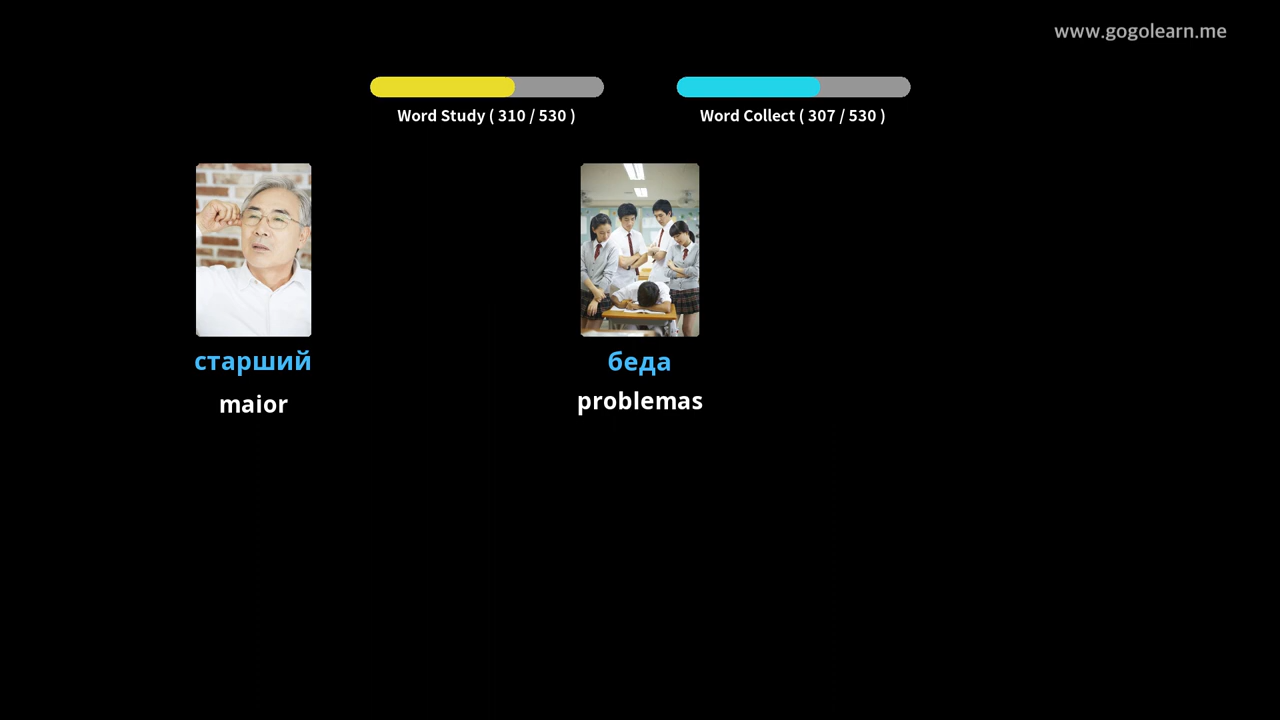 www.gogolearn.me
Word Study ( 310 / 530 )
Word Collect ( 307 / 530 )
старший
maior
беда
problemas